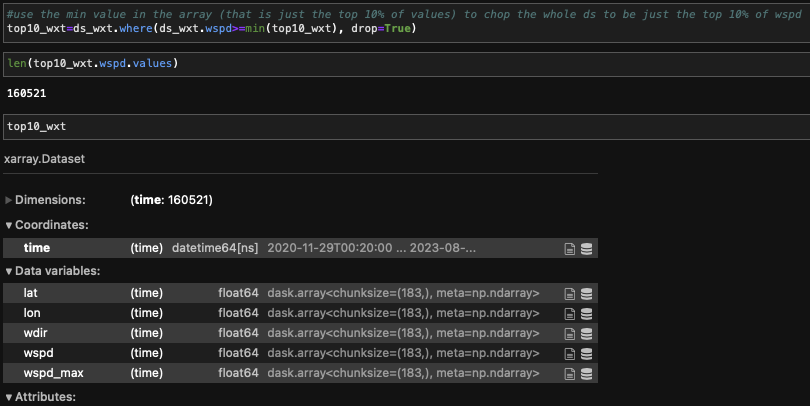 #use the min value in the array (that is just the top 10% of values) to chop the whole ds to be just the top 10% of wspd
top10_wxt=ds_wxt.where(ds_wxt.wspd>=min(top10_wxt), drop=True)
len(top10_wxt.wspd.values)
160521
top10_wxt
xarray.Dataset
► Dimensions: (time: 160521)
▼ Coordinates:
time (time) datetime64[ns] 2020-11-29T00:20:00 ... 2023-08-...
▼ Data variables:
lat (time) float64 dask.array<chunksize=(183,), meta=np.ndarray>
lon (time) float64 dask.array<chunksize=(183,), meta=np.ndarray>
wdir (time) float64 dask.array<chunksize=(183,), meta=np.ndarray>
wspd (time) float64 dask.array<chunksize=(183,), meta=np.ndarray>
wspd_max (time) float64 dask.array<chunksize=(183,), meta=np.ndarray>
▼ Attributes: